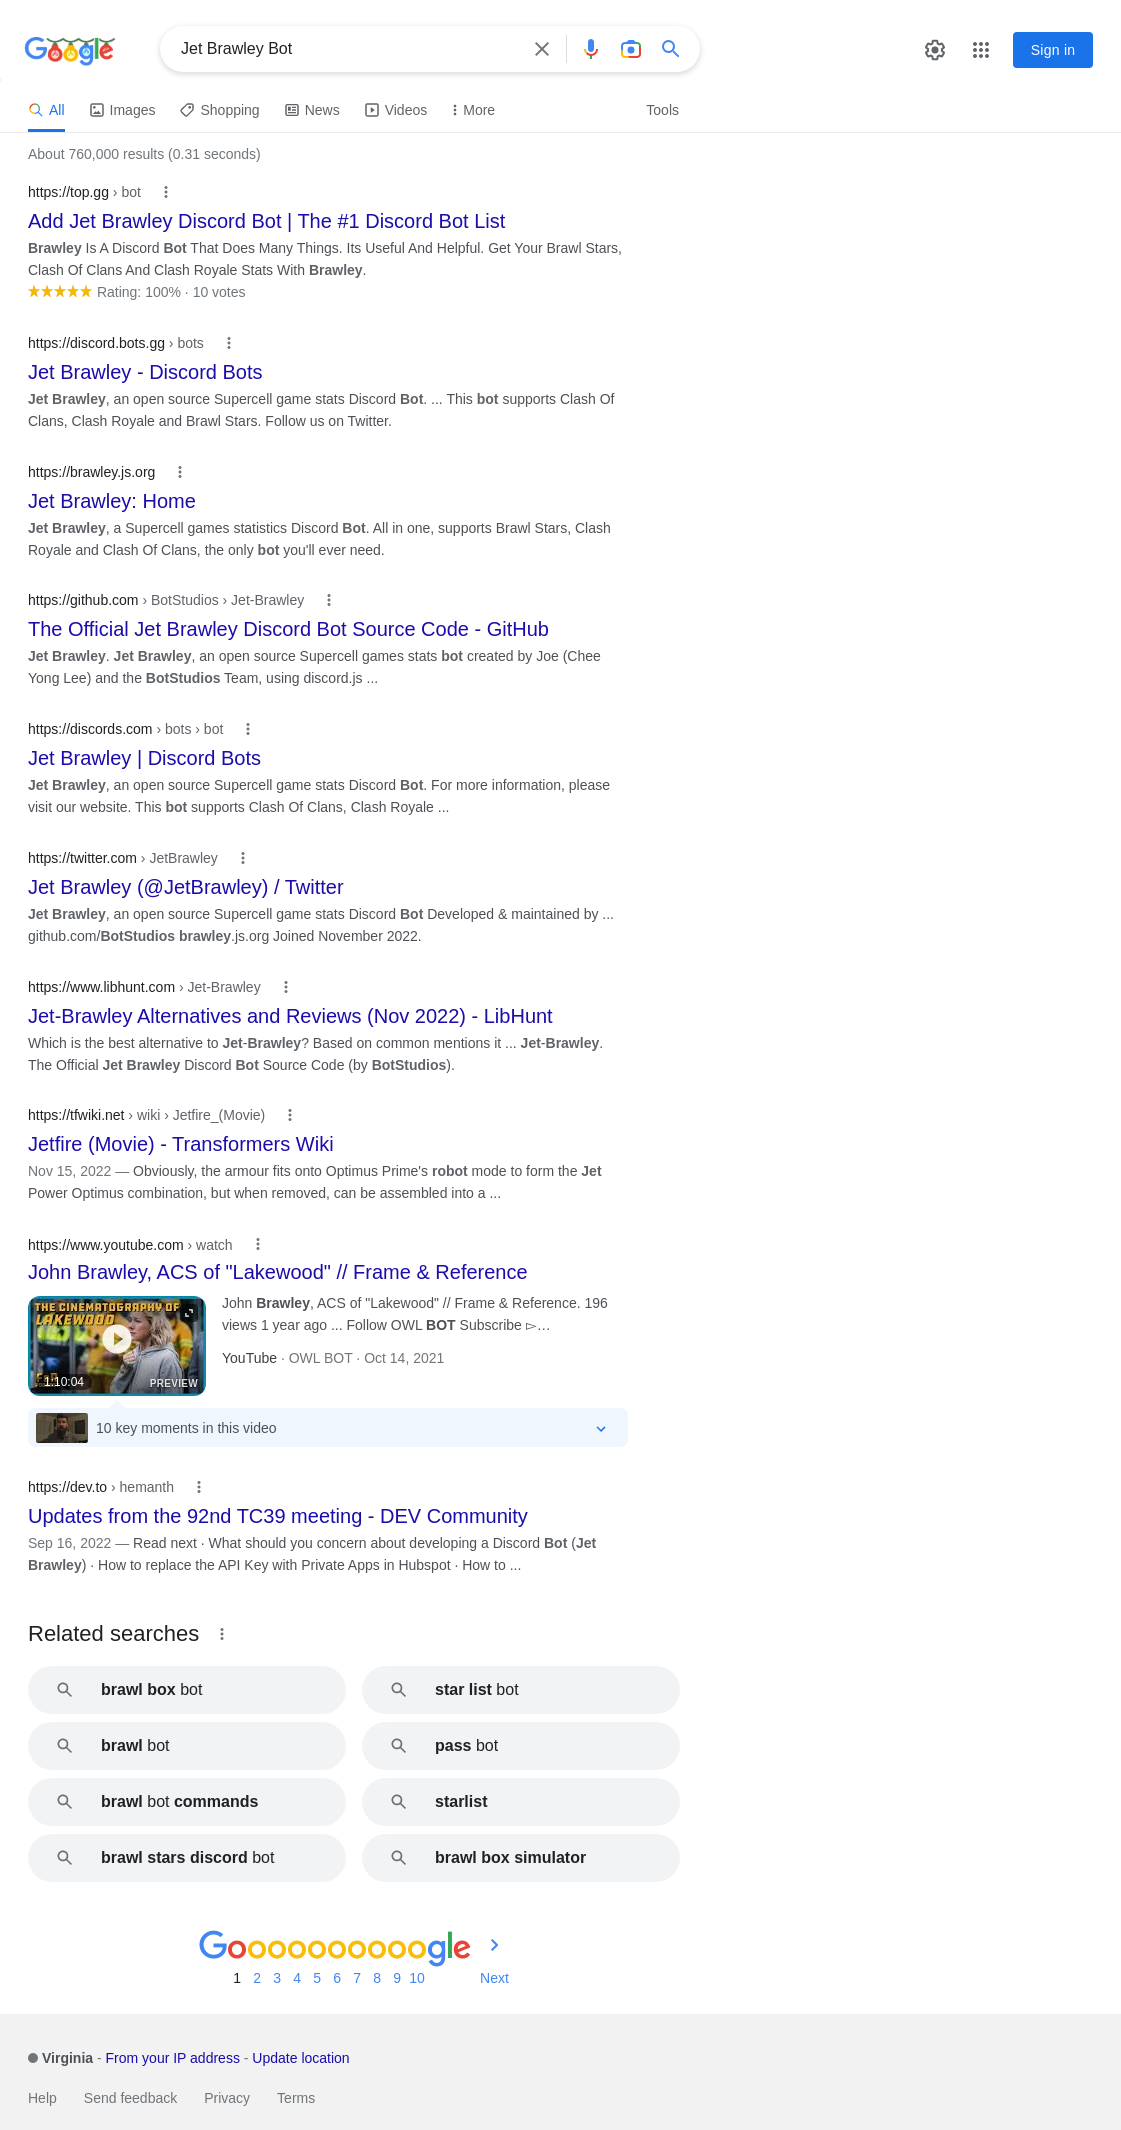 Google
Jet Brawley Bot
Sign in
All Images Shopping News Videos More Tools
About 760,000 results (0.31 seconds)
https://top.gg › bot
Add Jet Brawley Discord Bot | The #1 Discord Bot List
Brawley Is A Discord Bot That Does Many Things. Its Useful And Helpful. Get Your Brawl Stars,
Clash Of Clans And Clash Royale Stats With Brawley.
Rating: 100% · 10 votes
https://discord.bots.gg › bots
Jet Brawley - Discord Bots
Jet Brawley, an open source Supercell game stats Discord Bot. ... This bot supports Clash Of
Clans, Clash Royale and Brawl Stars. Follow us on Twitter.
https://brawley.js.org
Jet Brawley: Home
Jet Brawley, a Supercell games statistics Discord Bot. All in one, supports Brawl Stars, Clash
Royale and Clash Of Clans, the only bot you'll ever need.
https://github.com › BotStudios › Jet-Brawley
The Official Jet Brawley Discord Bot Source Code - GitHub
Jet Brawley. Jet Brawley, an open source Supercell games stats bot created by Joe (Chee
Yong Lee) and the BotStudios Team, using discord.js ...
https://discords.com › bots › bot
Jet Brawley | Discord Bots
Jet Brawley, an open source Supercell game stats Discord Bot. For more information, please
visit our website. This bot supports Clash Of Clans, Clash Royale ...
https://twitter.com › JetBrawley
Jet Brawley (@JetBrawley) / Twitter
Jet Brawley, an open source Supercell game stats Discord Bot Developed & maintained by ...
github.com/BotStudios brawley.js.org Joined November 2022.
https://www.libhunt.com › Jet-Brawley
Jet-Brawley Alternatives and Reviews (Nov 2022) - LibHunt
Which is the best alternative to Jet-Brawley? Based on common mentions it ... Jet-Brawley.
The Official Jet Brawley Discord Bot Source Code (by BotStudios).
https://tfwiki.net › wiki › Jetfire_(Movie)
Jetfire (Movie) - Transformers Wiki
Nov 15, 2022 — Obviously, the armour fits onto Optimus Prime's robot mode to form the Jet
Power Optimus combination, but when removed, can be assembled into a ...
https://www.youtube.com › watch
John Brawley, ACS of "Lakewood" // Frame & Reference
THE CINEMATOGRAPHY OF
LAKEWOOD
1:10:04 PREVIEW
John Brawley, ACS of "Lakewood" // Frame & Reference. 196
views 1 year ago ... Follow OWL BOT Subscribe ▻…
YouTube · OWL BOT · Oct 14, 2021
10 key moments in this video
https://dev.to › hemanth
Updates from the 92nd TC39 meeting - DEV Community
Sep 16, 2022 — Read next · What should you concern about developing a Discord Bot (Jet
Brawley) · How to replace the API Key with Private Apps in Hubspot · How to ...
Related searches
brawl box bot
star list bot
brawl bot
pass bot
brawl bot commands
starlist
brawl stars discord bot
brawl box simulator
Goooooooooogle
1 2 3 4 5 6 7 8 9 10 Next
Virginia - From your IP address - Update location
Help Send feedback Privacy Terms